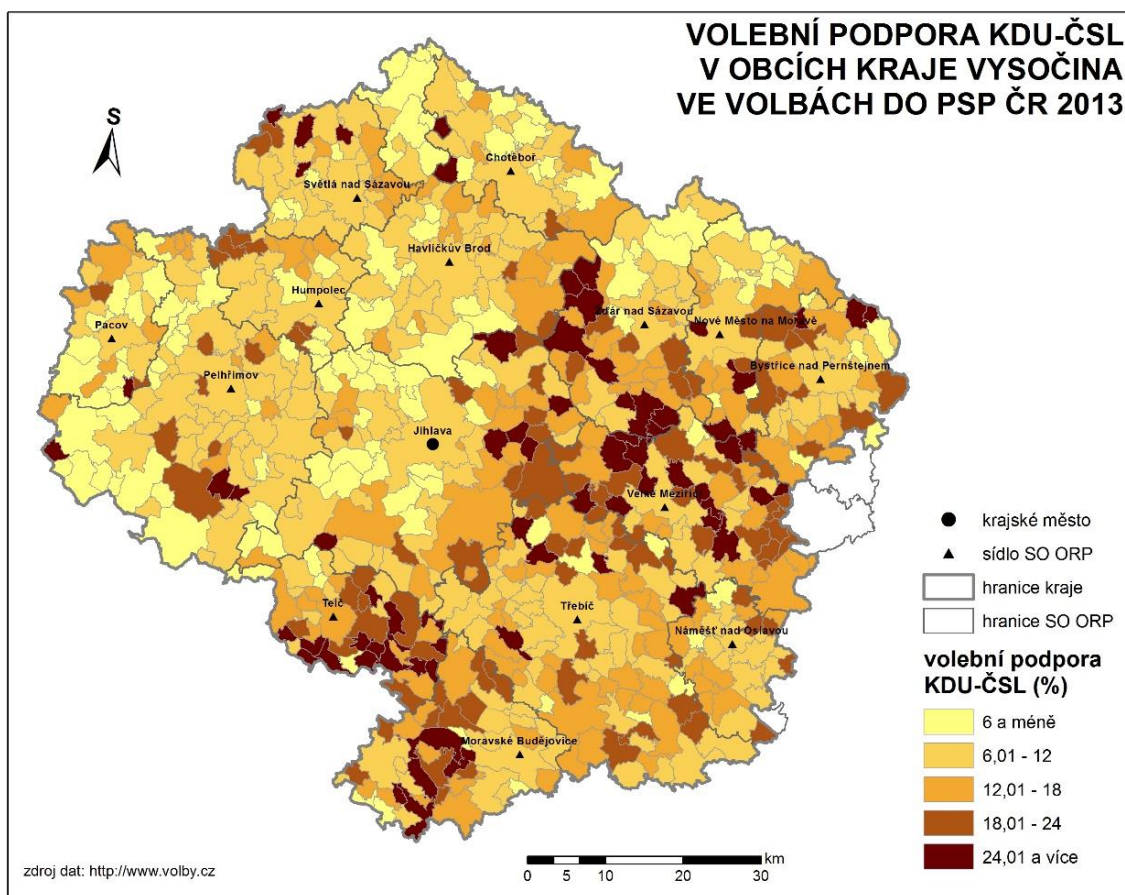 VOLEBNÍ PODPORA KDU-ČSL
V OBCÍCH KRAJE VYSOČINA
VE VOLBÁCH DO PSP ČR 2013
S
Chotěboř
Světlá nad Sázavou
Havlíčkův Brod
Humpolec
Žďár nad Sázavou
Nové Město na Moravě
Pacov
Bystřice nad Pernštejnem
Pelhřimov
Jihlava
Velké Meziříčí
Telč
Třebíč
Náměšť nad Oslavou
Moravské Budějovice
krajské město
sídlo SO ORP
hranice kraje
hranice SO ORP
volební podpora
KDU-ČSL (%)
6 a méně
6,01 - 12
12,01 - 18
18,01 - 24
24,01 a více
km
0 5 10 20 30
zdroj dat: http://www.volby.cz